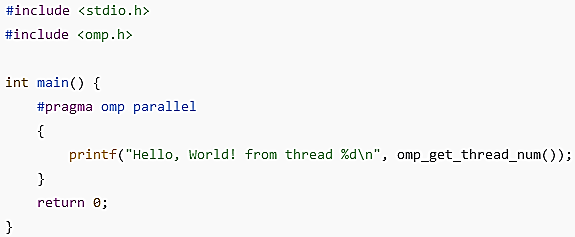 #include <stdio.h>
#include <omp.h>

int main() {
    #pragma omp parallel
    {
        printf("Hello, World! from thread %d\n", omp_get_thread_num());
    }
    return 0;
}